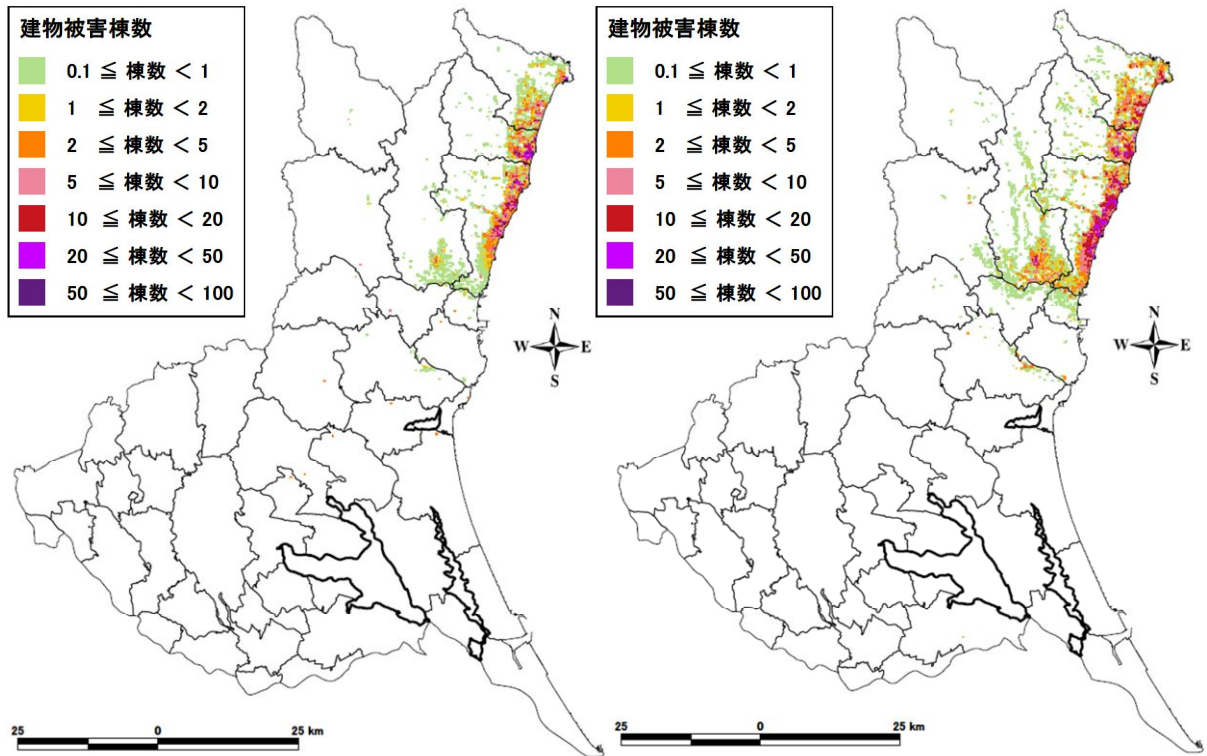 建物被害棟数
0.1 ≦ 棟数 < 1
1 ≦ 棟数 < 2
2 ≦ 棟数 < 5
5 ≦ 棟数 < 10
10 ≦ 棟数 < 20
20 ≦ 棟数 < 50
50 ≦ 棟数 < 100
N
W E
S
25 0 25 km
建物被害棟数
0.1 ≦ 棟数 < 1
1 ≦ 棟数 < 2
2 ≦ 棟数 < 5
5 ≦ 棟数 < 10
10 ≦ 棟数 < 20
20 ≦ 棟数 < 50
50 ≦ 棟数 < 100
N
W E
S
25 0 25 km